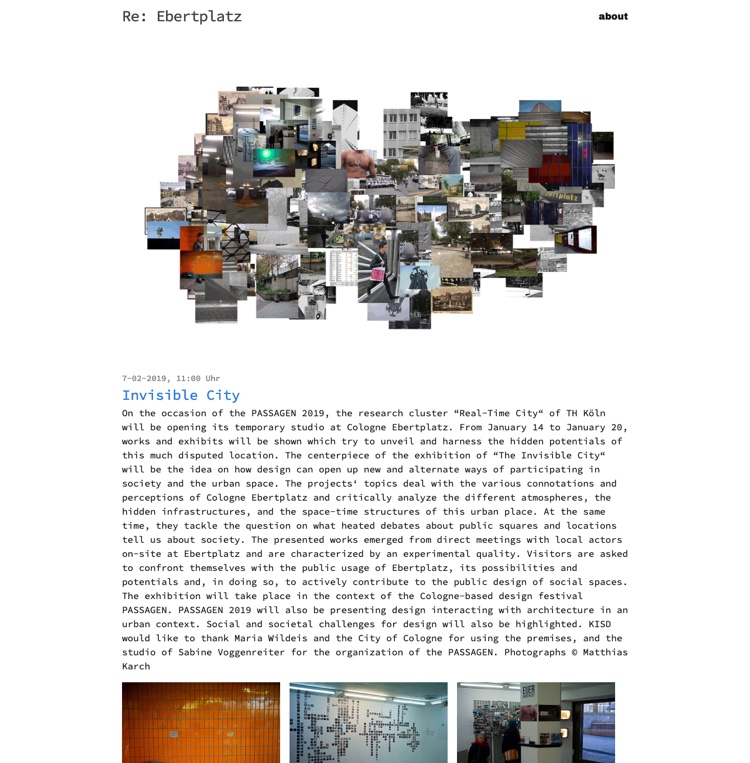 Re: Ebertplatz
about
Ebertplatz
7-02-2019, 11:00 Uhr
Invisible City
On the occasion of the PASSAGEN 2019, the research cluster “Real-Time City“ of TH Köln
will be opening its temporary studio at Cologne Ebertplatz. From January 14 to January 20,
works and exhibits will be shown which try to unveil and harness the hidden potentials of
this much disputed location. The centerpiece of the exhibition of “The Invisible City“
will be the idea on how design can open up new and alternate ways of participating in
society and the urban space. The projects‘ topics deal with the various connotations and
perceptions of Cologne Ebertplatz and critically analyze the different atmospheres, the
hidden infrastructures, and the space-time structures of this urban place. At the same
time, they tackle the question on what heated debates about public squares and locations
tell us about society. The presented works emerged from direct meetings with local actors
on-site at Ebertplatz and are characterized by an experimental quality. Visitors are asked
to confront themselves with the public usage of Ebertplatz, its possibilities and
potentials and, in doing so, to actively contribute to the public design of social spaces.
The exhibition will take place in the context of the Cologne-based design festival
PASSAGEN. PASSAGEN 2019 will also be presenting design interacting with architecture in an
urban context. Social and societal challenges for design will also be highlighted. KISD
would like to thank Maria Wildeis and the City of Cologne for using the premises, and the
studio of Sabine Voggenreiter for the organization of the PASSAGEN. Photographs © Matthias
Karch